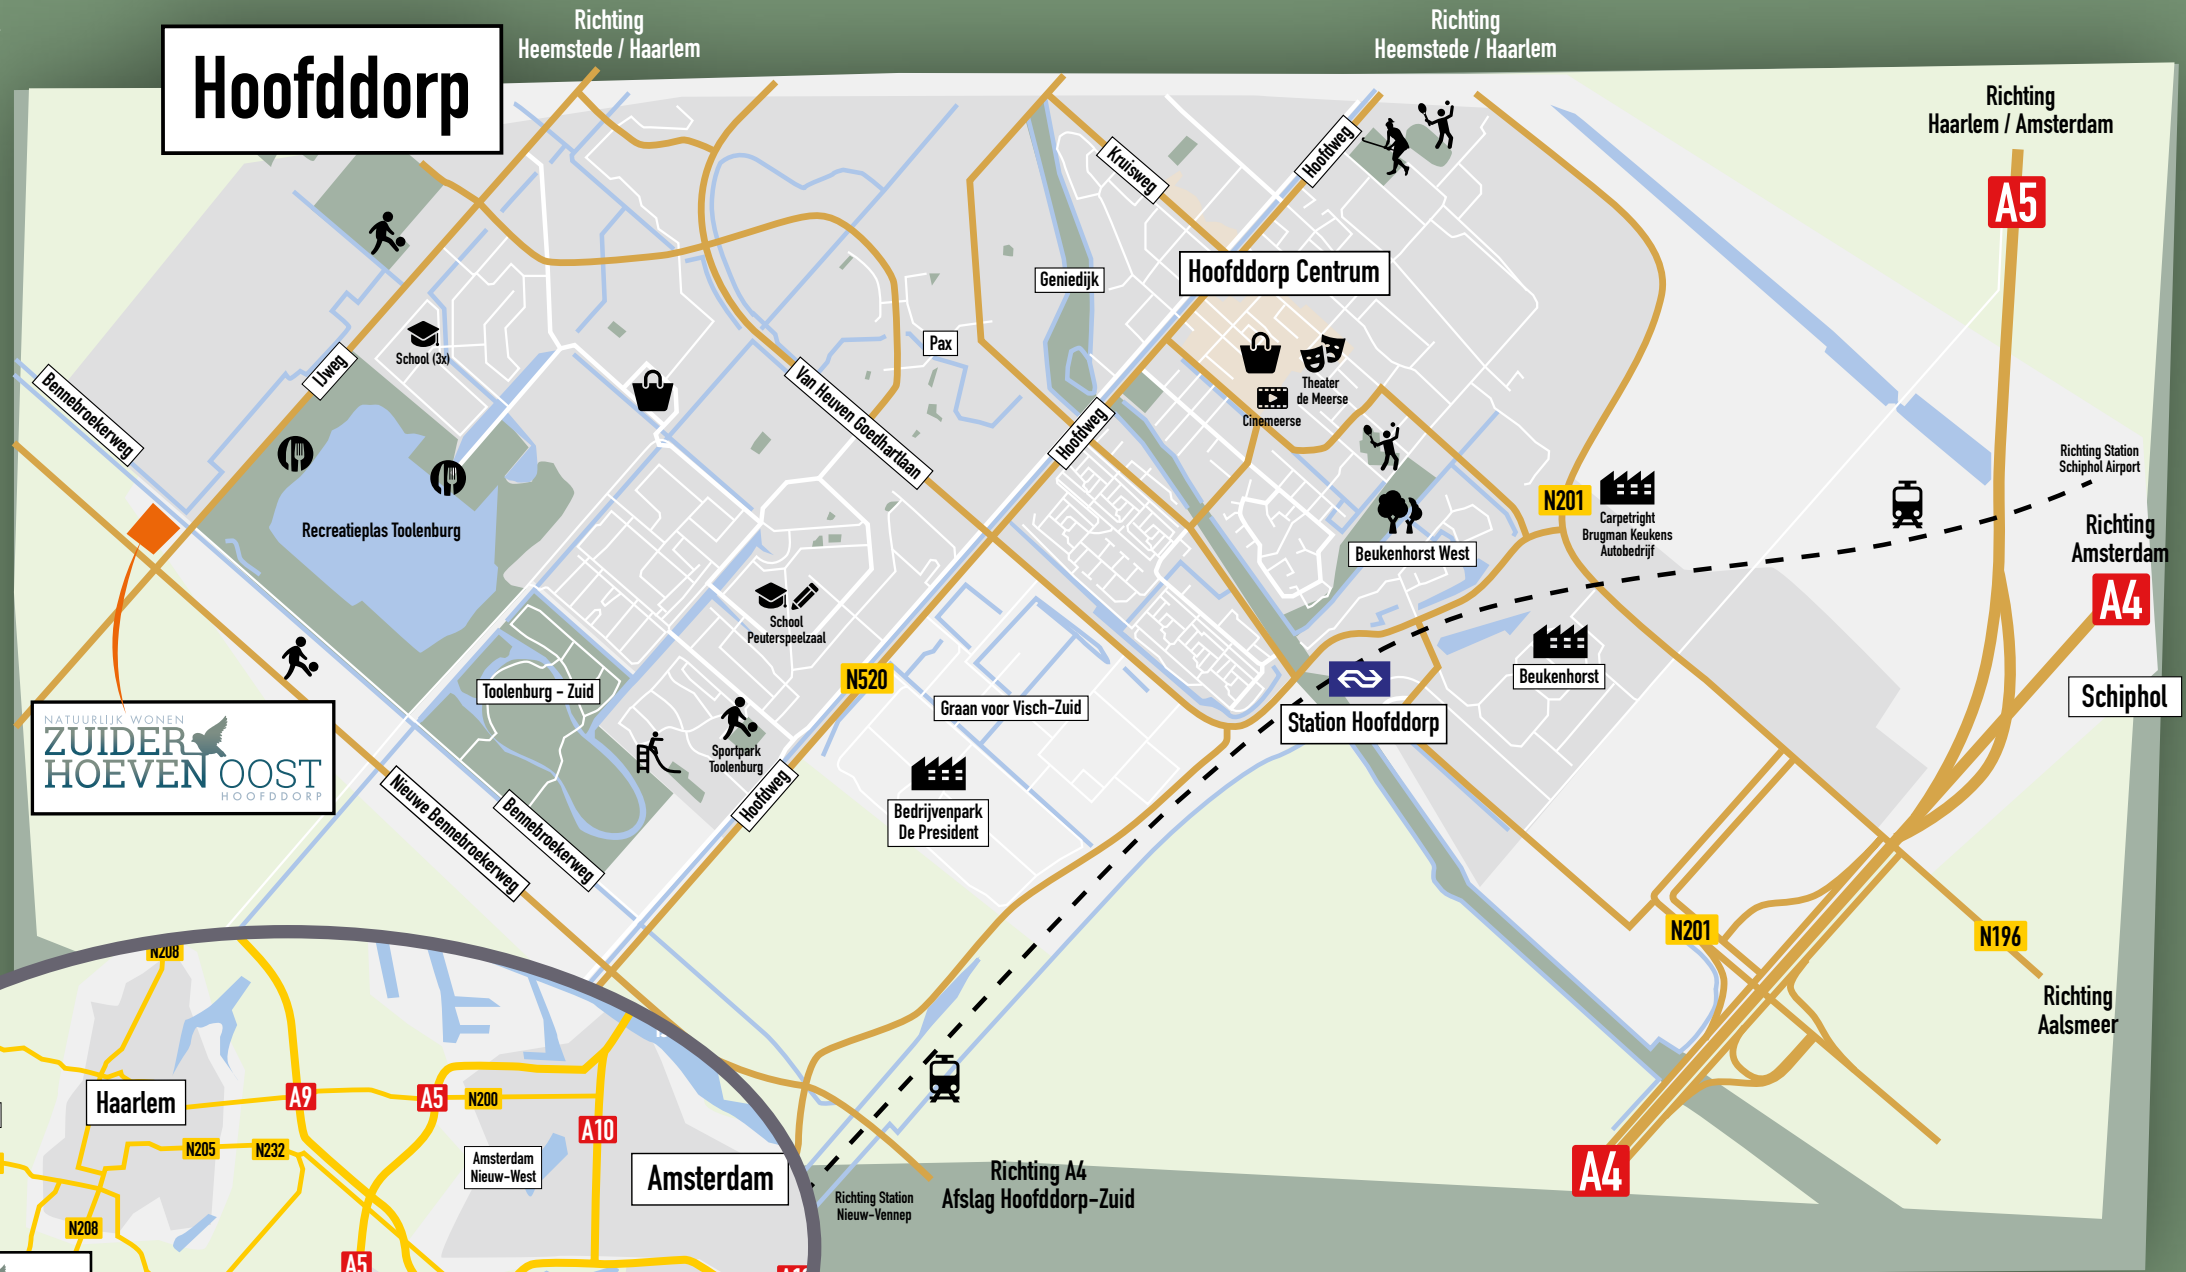 Hoofddorp
Richting
Heemstede / Haarlem
Richting
Heemstede / Haarlem
Richting
Haarlem / Amsterdam
A5
Kruisweg
Hoofdweg
Hoofddorp Centrum
Geniedijk
Pax
School (3x)
IJweg
Bennebroekerweg
Van Heuven Goedhartlaan
Hoofdweg
Theater
de Meerse
Cinemeerse
Richting Station
Schiphol Airport
N201
Carpetright
Brugman Keukens
Autobedrijf
Richting
Amsterdam
A4
Recreatieplas Toolenburg
Beukenhorst West
School
Peuterspeelzaal
Beukenhorst
Schiphol
N520
Toolenburg - Zuid
Graan voor Visch-Zuid
Station Hoofddorp
NATUURLIJK WONEN
ZUIDER
HOEVEN OOST
HOOFDDORP
Sportpark
Toolenburg
Hoofdweg
Nieuwe Bennebroekerweg
Bennebroekerweg
Bedrijvenpark
De President
N201
N196
Richting
Aalsmeer
N208
Haarlem
A9
A5
N200
A10
N205
N232
Amsterdam
Nieuw-West
Amsterdam
Richting A4
Afslag Hoofddorp-Zuid
Richting Station
Nieuw-Vennep
A4
N208
A5